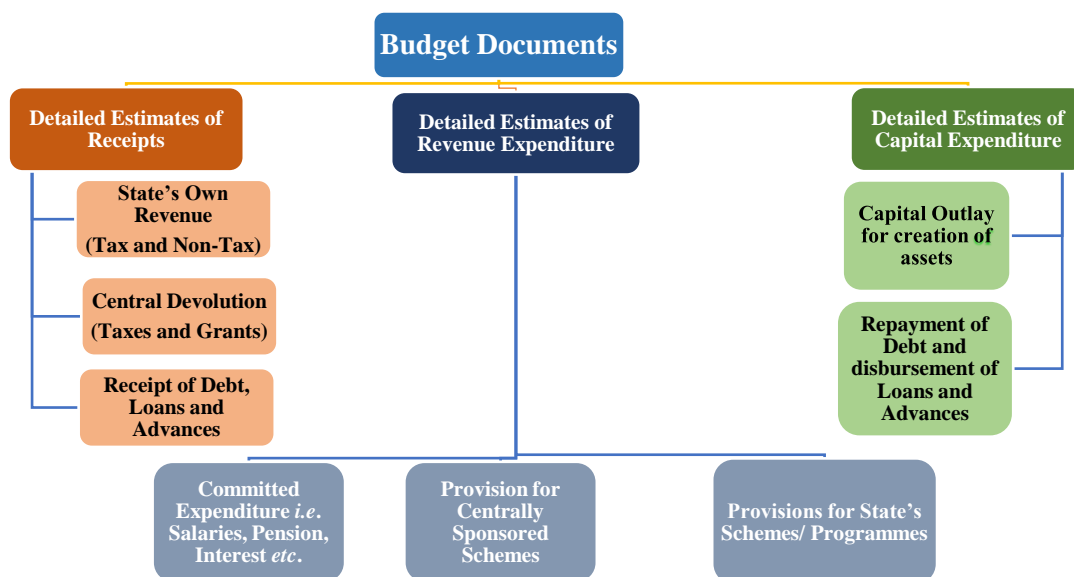 Budget Documents
Detailed Estimates of
Receipts
State's Own
Revenue
(Tax and Non-Tax)
Central Devolution
(Taxes and Grants)
Receipt of Debt,
Loans and
Advances
Detailed Estimates of
Revenue Expenditure
Committed
Expenditure i.e.
Salaries, Pension,
Interest etc.
Provision for
Centrally
Sponsored
Schemes
Provisions for State's
Schemes/ Programmes
Detailed Estimates of
Capital Expenditure
Capital Outlay
for creation of
assets
Repayment of
Debt and
disbursement of
Loans and
Advances